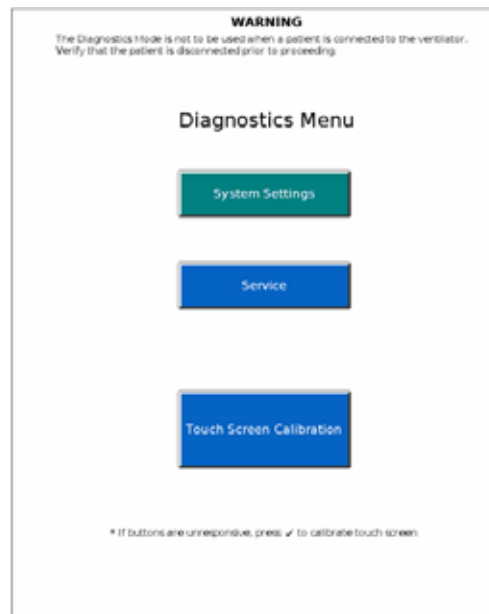 WARNING
The Diagnostics Mode is not to be used when a patient is connected to the ventilator.
Verify that the patient is disconnected prior to proceeding.
Diagnostics Menu
System Settings
Service
Touch Screen Calibration
* If buttons are unresponsive, press ✓ to calibrate touch screen